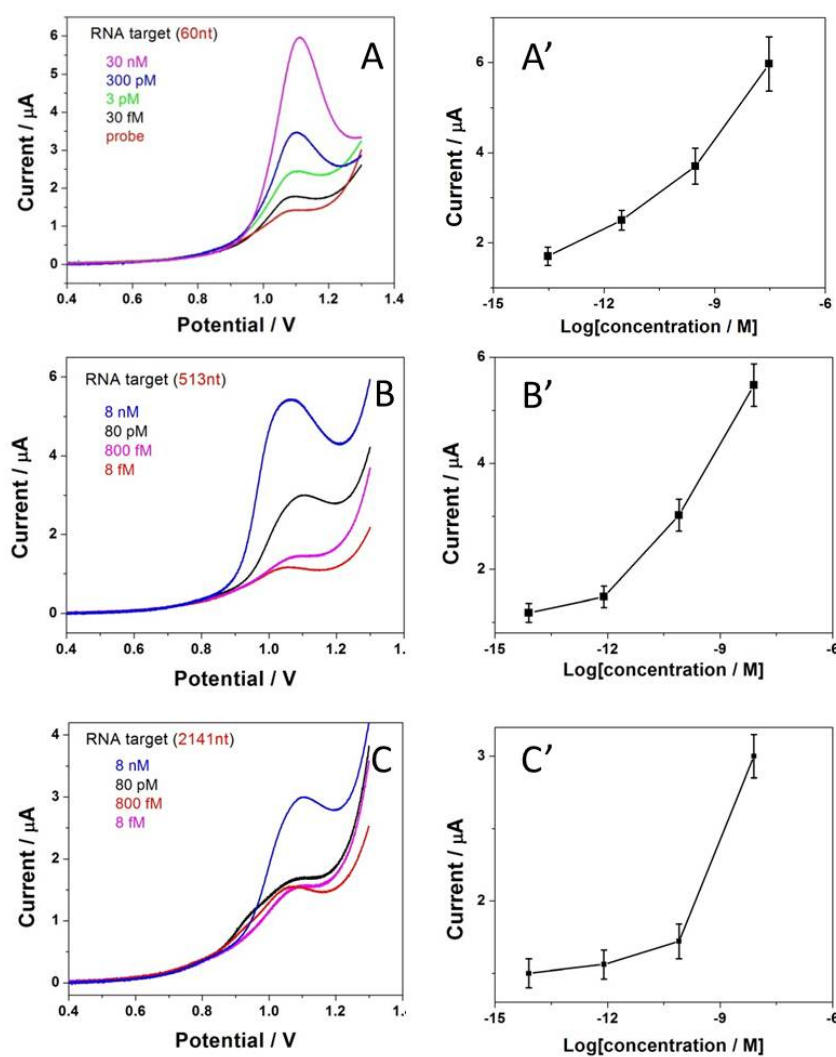 RNA target (60nt)
A
30 nM
300 pM
3 pM
30 fM
probe
Current / μA
6
5
4
3
2
1
0
0.4 0.6 0.8 1.0 1.2 1.4
Potential / V
A’
Current / μA
6
4
2
-15 -12 -9 -6
Log[concentration / M]
RNA target (513nt)
B
8 nM
80 pM
800 fM
8 fM
Current / μA
6
4
2
0
0.4 0.6 0.8 1.0 1.2 1.
Potential / V
B’
Current / μA
6
4
2
-15 -12 -9 -6
Log[concentration / M]
RNA target (2141nt)
C
8 nM
80 pM
800 fM
8 fM
Current / μA
4
3
2
1
0
0.4 0.6 0.8 1.0 1.2 1.
Potential / V
C’
Current / μA
3
2
-15 -12 -9 -6
Log[concentration / M]